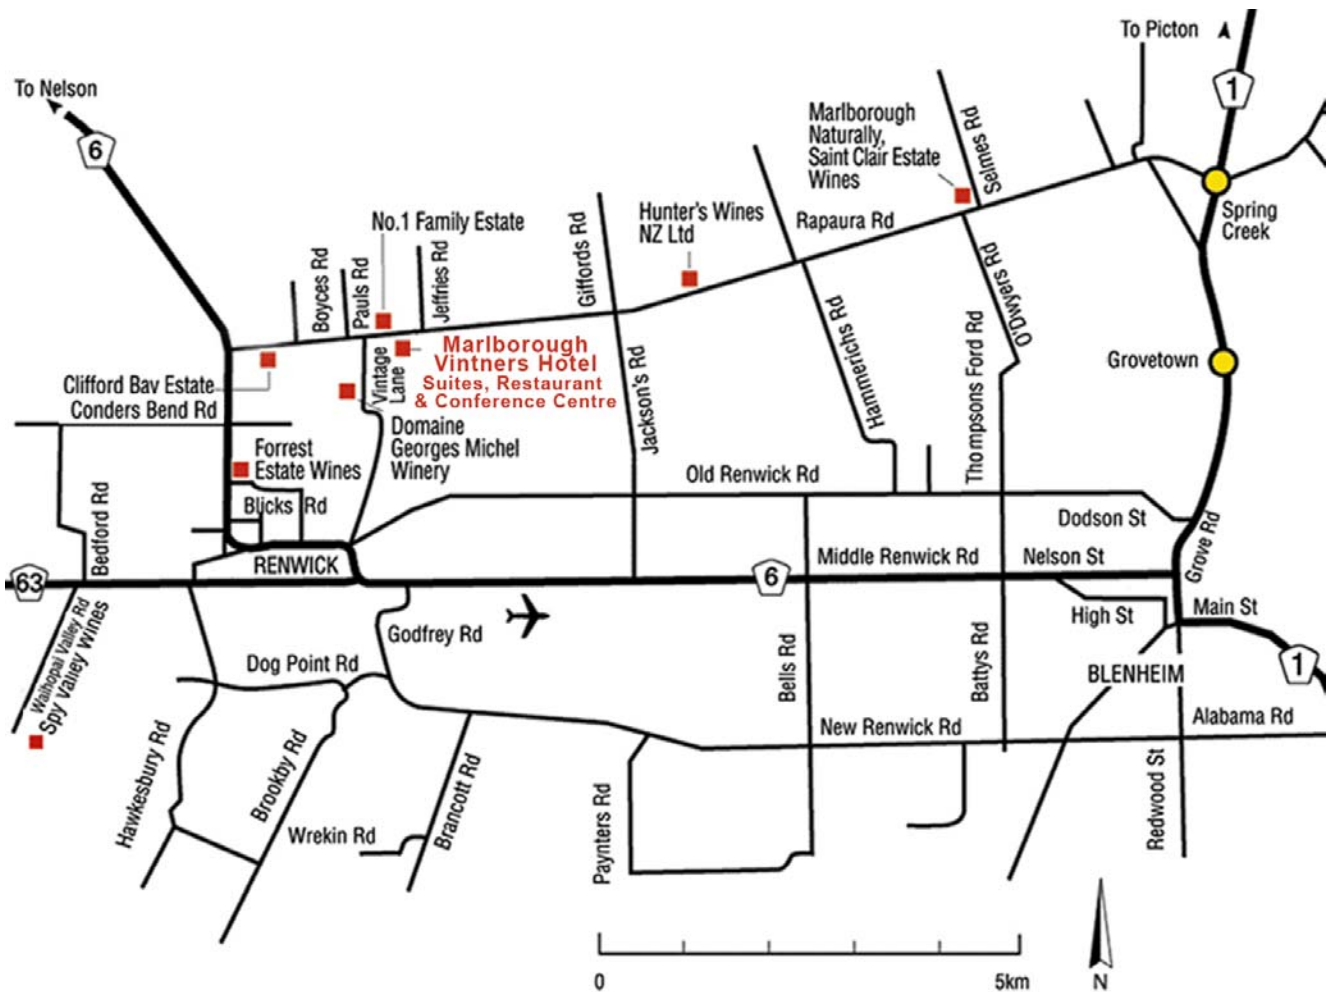 To Picton
1
To Nelson
6
Marlborough
Naturally,
Saint Clair Estate
Wines
Selmes Rd
No.1 Family Estate
Hunter's Wines
NZ Ltd
Rapaura Rd
Spring
Creek
Boyces Rd
Pauls Rd
Jeffries Rd
Giffords Rd
O'Dwyers Rd
Hammerichs Rd
Thompsons Ford Rd
Grovetown
Marlborough
Vintners Hotel
Suites, Restaurant
& Conference Centre
Vintage
Lane
Jackson's Rd
Clifford Bay Estate
Conders Bend Rd
Domaine
Georges Michel
Winery
Forrest
Estate Wines
Blicks Rd
Old Renwick Rd
Bedford Rd
Dodson St
Grove Rd
RENWICK
Middle Renwick Rd
Nelson St
63
6
High St
Main St
Waihopai Valley Rd
Spy Valley Wines
Godfrey Rd
Dog Point Rd
Bells Rd
Battys Rd
BLENHEIM
1
Hawkesbury Rd
Brookby Rd
Brancott Rd
New Renwick Rd
Alabama Rd
Wrekin Rd
Paynters Rd
Redwood St
0
5km
N